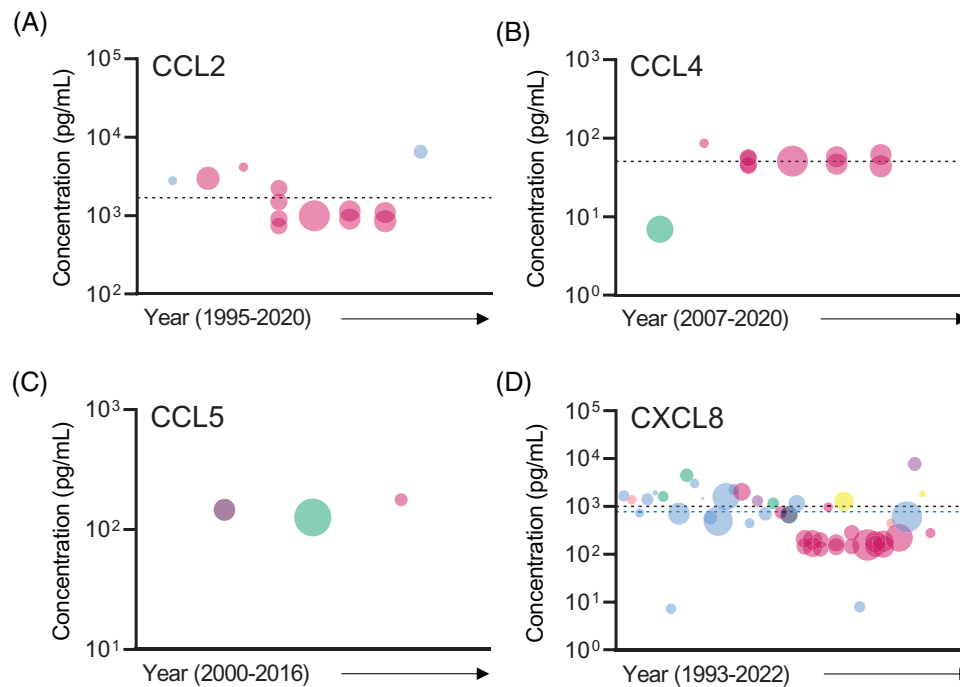 (A)
CCL2
Concentration (pg/mL)
10⁵
10⁴
10³
10²
Year (1995-2020)
(B)
CCL4
Concentration (pg/mL)
10³
10²
10¹
10⁰
Year (2007-2020)
(C)
CCL5
Concentration (pg/mL)
10³
10²
10¹
Year (2000-2016)
(D)
CXCL8
Concentration (pg/mL)
10⁵
10⁴
10³
10²
10¹
10⁰
Year (1993-2022)